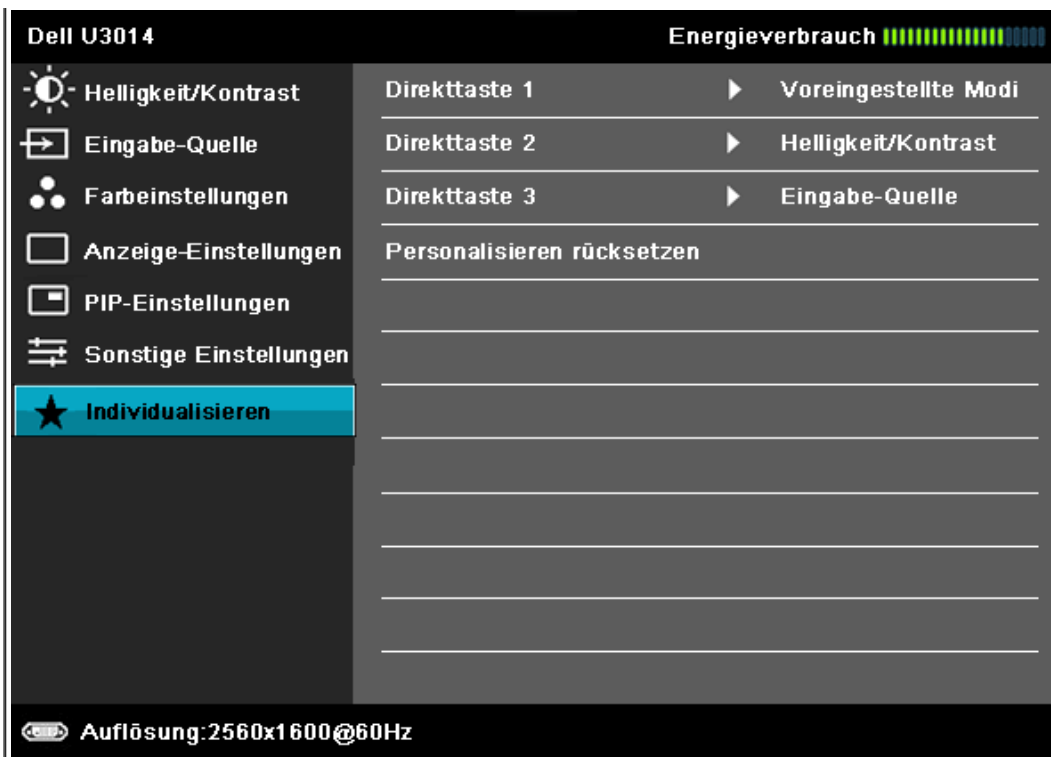 Dell U3014
Energieverbrauch
Helligkeit/Kontrast
Eingabe-Quelle
Farbeinstellungen
Anzeige-Einstellungen
PIP-Einstellungen
Sonstige Einstellungen
Individualisieren
Direkttaste 1 Voreingestellte Modi
Direkttaste 2 Helligkeit/Kontrast
Direkttaste 3 Eingabe-Quelle
Personalisieren rücksetzen
Auflösung:2560x1600@60Hz